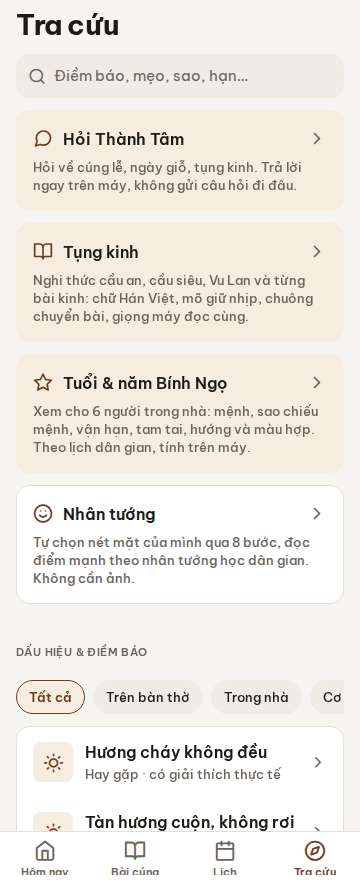 Tra cứu
Điềm báo, mẹo, sao, hạn…
Hỏi Thành Tâm
Hỏi về cúng lễ, ngày giỗ, tụng kinh. Trả lời
ngay trên máy, không gửi câu hỏi đi đâu.
Tụng kinh
Nghi thức cầu an, cầu siêu, Vu Lan và từng
bài kinh: chữ Hán Việt, mõ giữ nhịp, chuông
chuyển bài, giọng máy đọc cùng.
Tuổi & năm Bính Ngọ
Xem cho 6 người trong nhà: mệnh, sao chiếu
mệnh, vận hạn, tam tai, hướng và màu hợp.
Theo lịch dân gian, tính trên máy.
Nhân tướng
Tự chọn nét mặt của mình qua 8 bước, đọc
điểm mạnh theo nhân tướng học dân gian.
Không cần ảnh.
DẤU HIỆU & ĐIỀM BÁO
Tất cả
Trên bàn thờ
Trong nhà
Cơ
Hương cháy không đều
Hay gặp · có giải thích thực tế
Tàn hương cuộn, không rơi
Hôm nay
Bài cúng
Lịch
Tra cứu